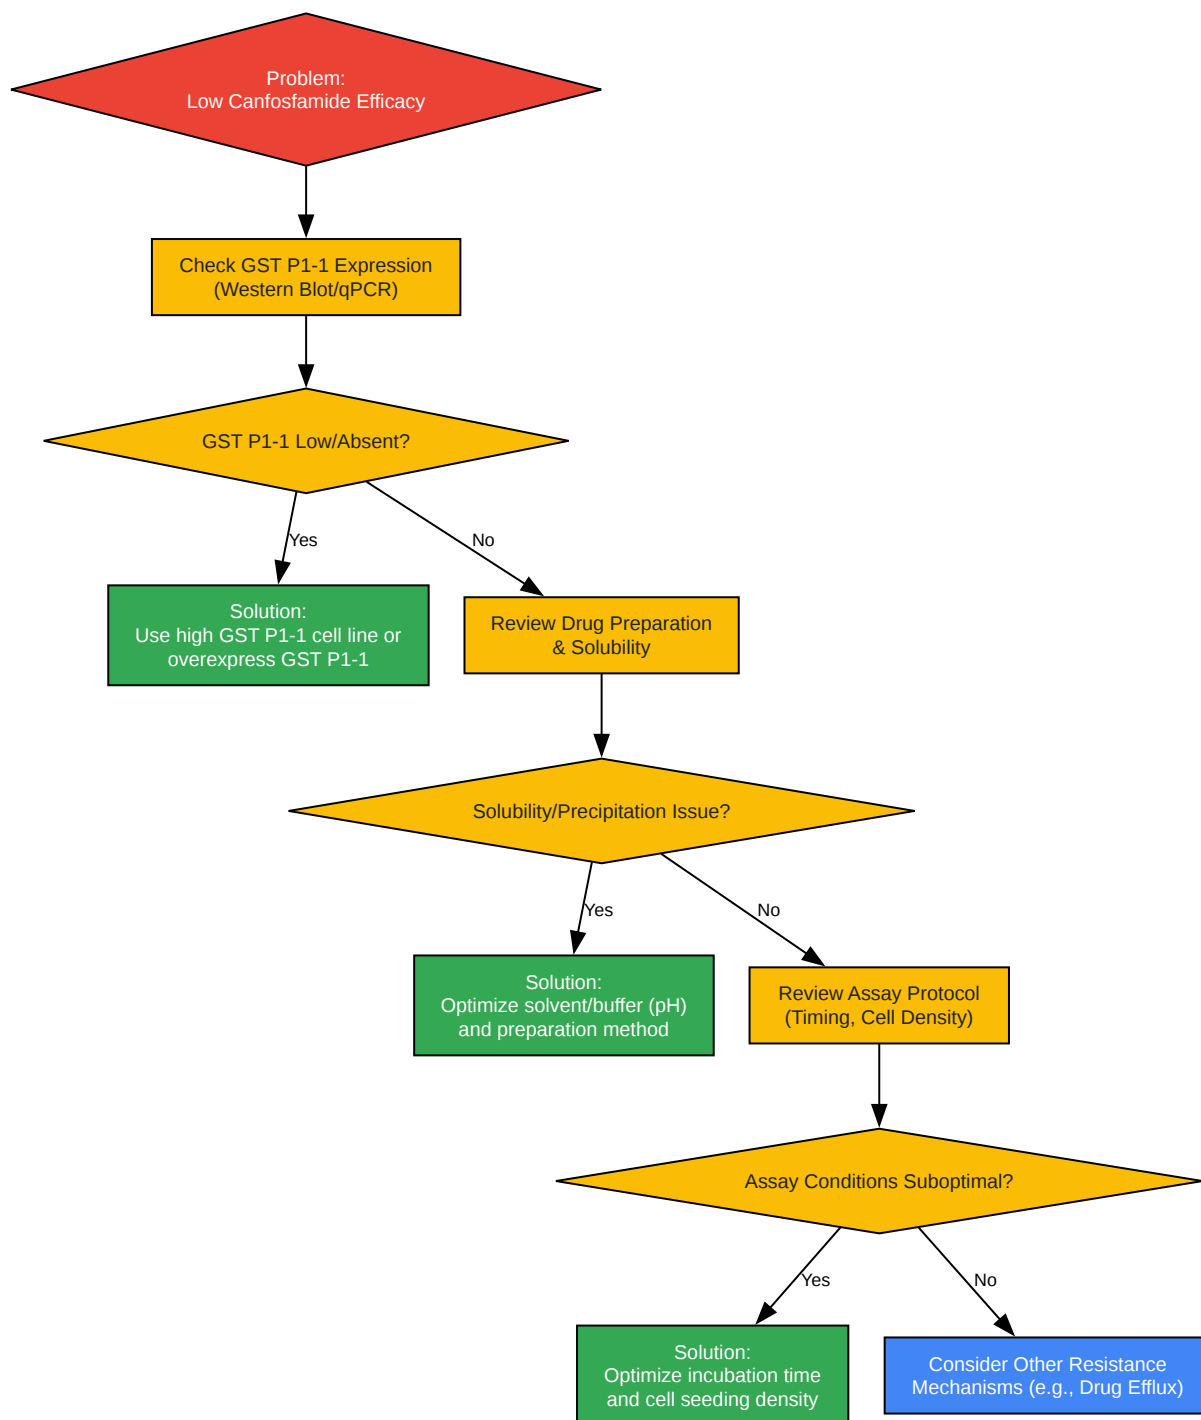 Problem:
Low Canfosfamide Efficacy
Check GST P1-1 Expression
(Western Blot/qPCR)
GST P1-1 Low/Absent?
Yes
No
Solution:
Use high GST P1-1 cell line or
overexpress GST P1-1
Review Drug Preparation
& Solubility
Solubility/Precipitation Issue?
Yes
No
Solution:
Optimize solvent/buffer (pH)
and preparation method
Review Assay Protocol
(Timing, Cell Density)
Assay Conditions Suboptimal?
Yes
No
Solution:
Optimize incubation time
and cell seeding density
Consider Other Resistance
Mechanisms (e.g., Drug Efflux)